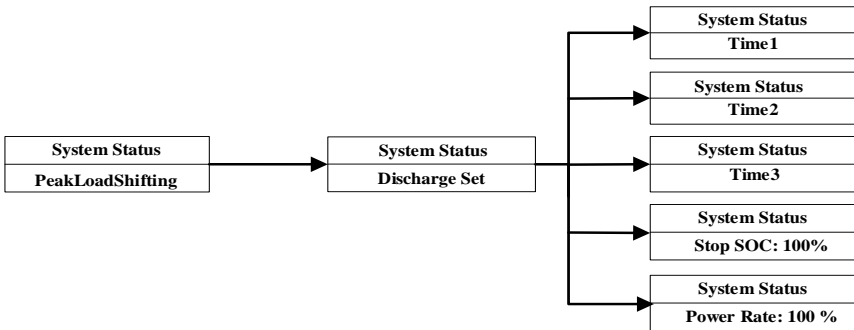 System Status
PeakLoadShifting
System Status
Discharge Set
System Status
Time1
System Status
Time2
System Status
Time3
System Status
Stop SOC: 100%
System Status
Power Rate: 100 %